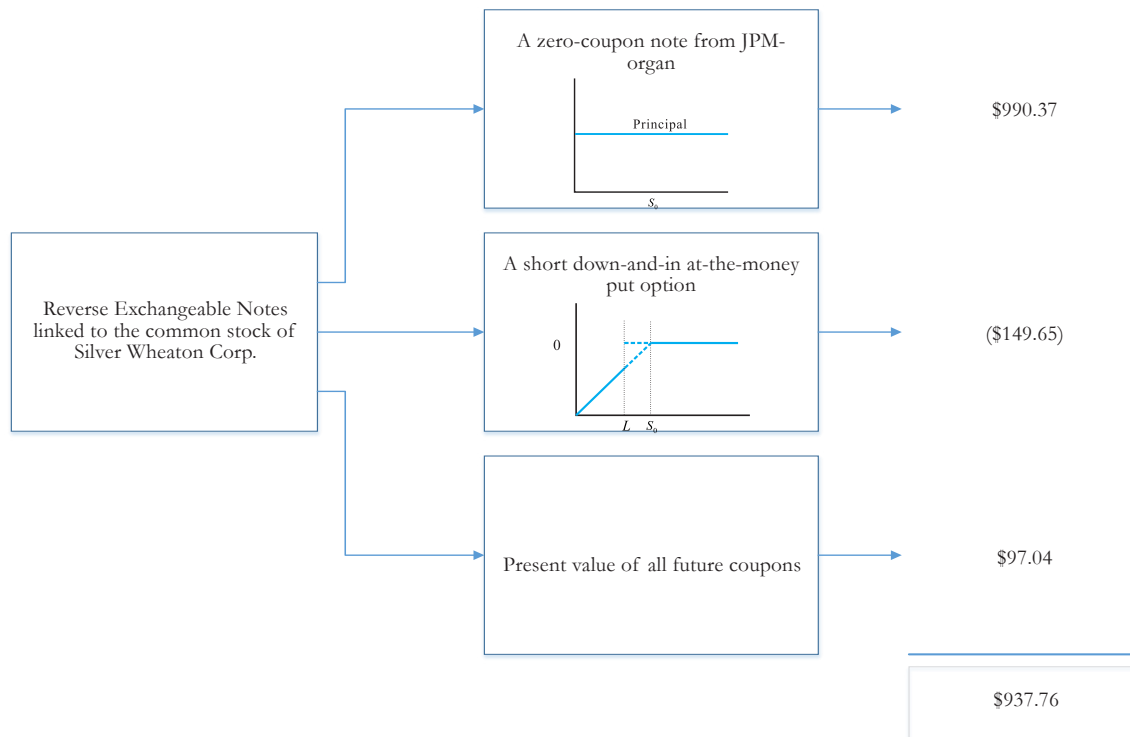 A zero-coupon note from JPM-
organ
Principal
S₀
$990.37
Reverse Exchangeable Notes
linked to the common stock of
Silver Wheaton Corp.
A short down-and-in at-the-money
put option
0
L S₀
($149.65)
Present value of all future coupons
$97.04
$937.76